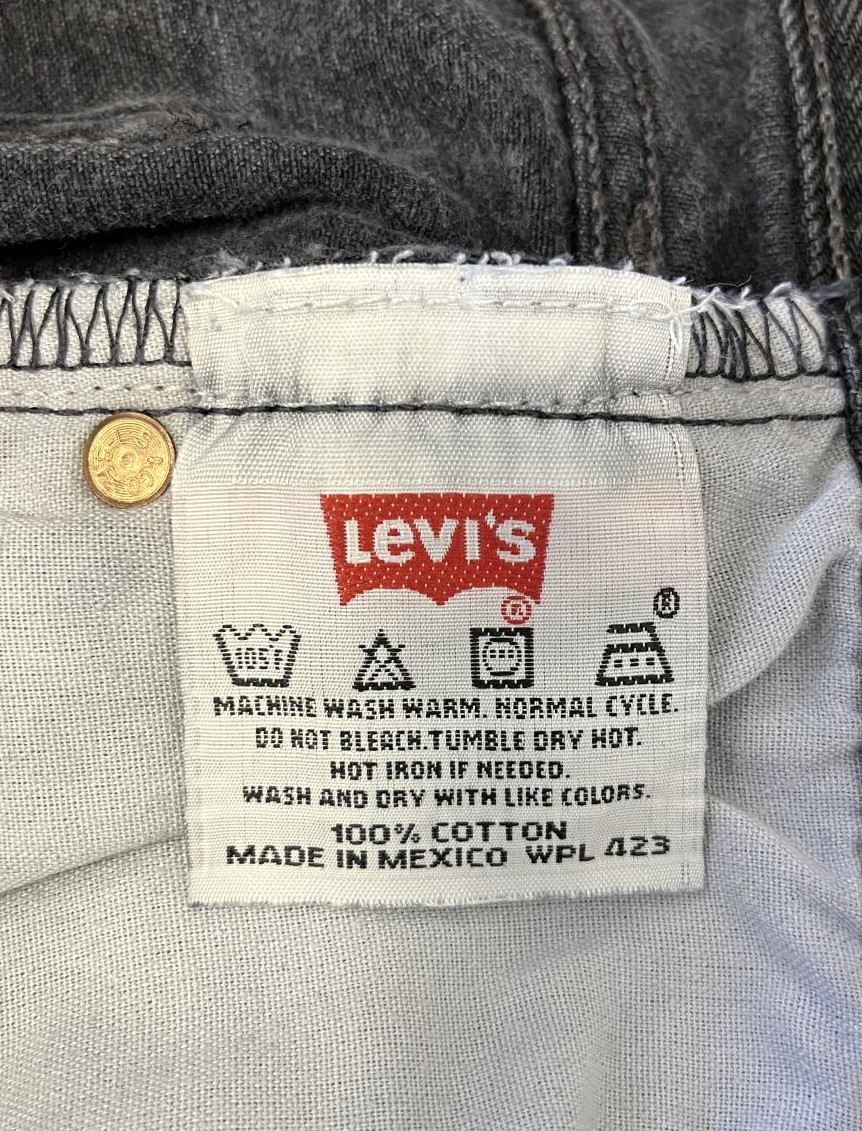 LEVI'S
®
®
105F
MACHINE WASH WARM. NORMAL CYCLE.
DO NOT BLEACH. TUMBLE DRY HOT.
HOT IRON IF NEEDED.
WASH AND DRY WITH LIKE COLORS.
100% COTTON
MADE IN MEXICO WPL 423